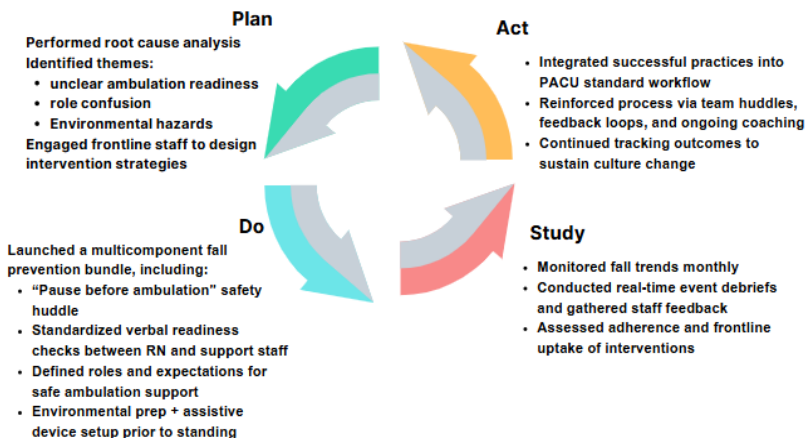 Plan
Performed root cause analysis
Identified themes:
• unclear ambulation readiness
• role confusion
• Environmental hazards
Engaged frontline staff to design
intervention strategies
Do
Launched a multicomponent fall
prevention bundle, including:
• “Pause before ambulation” safety
huddle
• Standardized verbal readiness
checks between RN and support staff
• Defined roles and expectations for
safe ambulation support
• Environmental prep + assistive
device setup prior to standing
Study
• Monitored fall trends monthly
• Conducted real-time event debriefs
and gathered staff feedback
• Assessed adherence and frontline
uptake of interventions
Act
• Integrated successful practices into
PACU standard workflow
• Reinforced process via team huddles,
feedback loops, and ongoing coaching
• Continued tracking outcomes to
sustain culture change